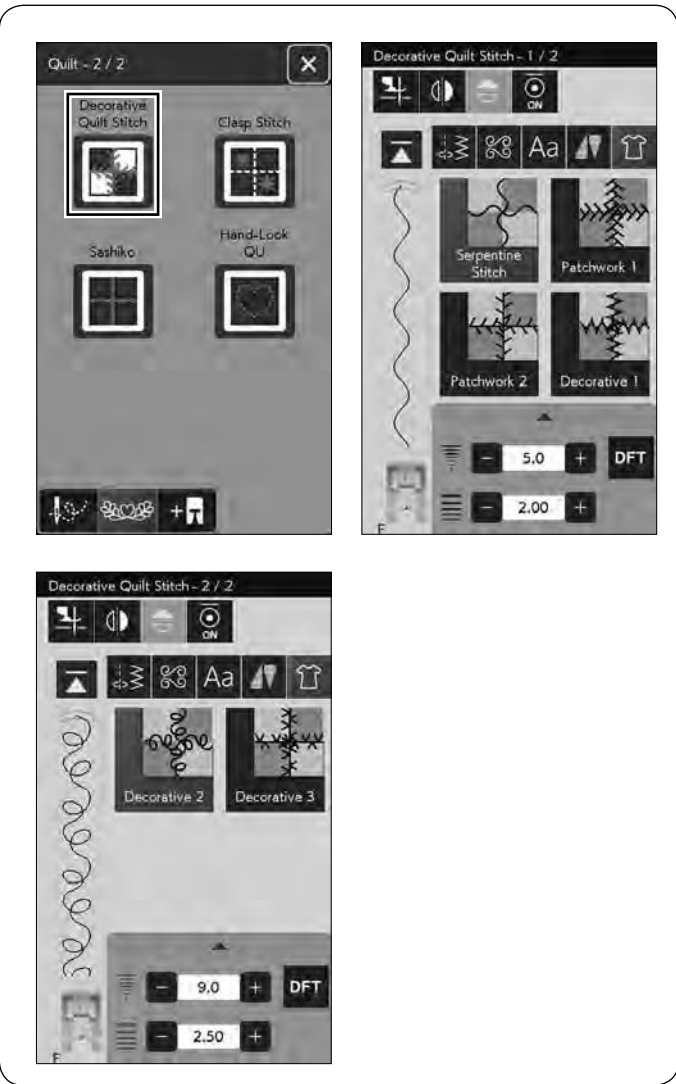 Quilt - 2 / 2
Decorative
Quilt Stitch
Clasp Stitch
Sashiko
Hand-Look
QU
Decorative Quilt Stitch - 1 / 2
ON
Aa
Serpentine
Stitch
Patchwork 1
Patchwork 2
Decorative 1
5.0
DFT
2.00
F
Decorative Quilt Stitch - 2 / 2
ON
Aa
Decorative 2
Decorative 3
9.0
DFT
2.50
F